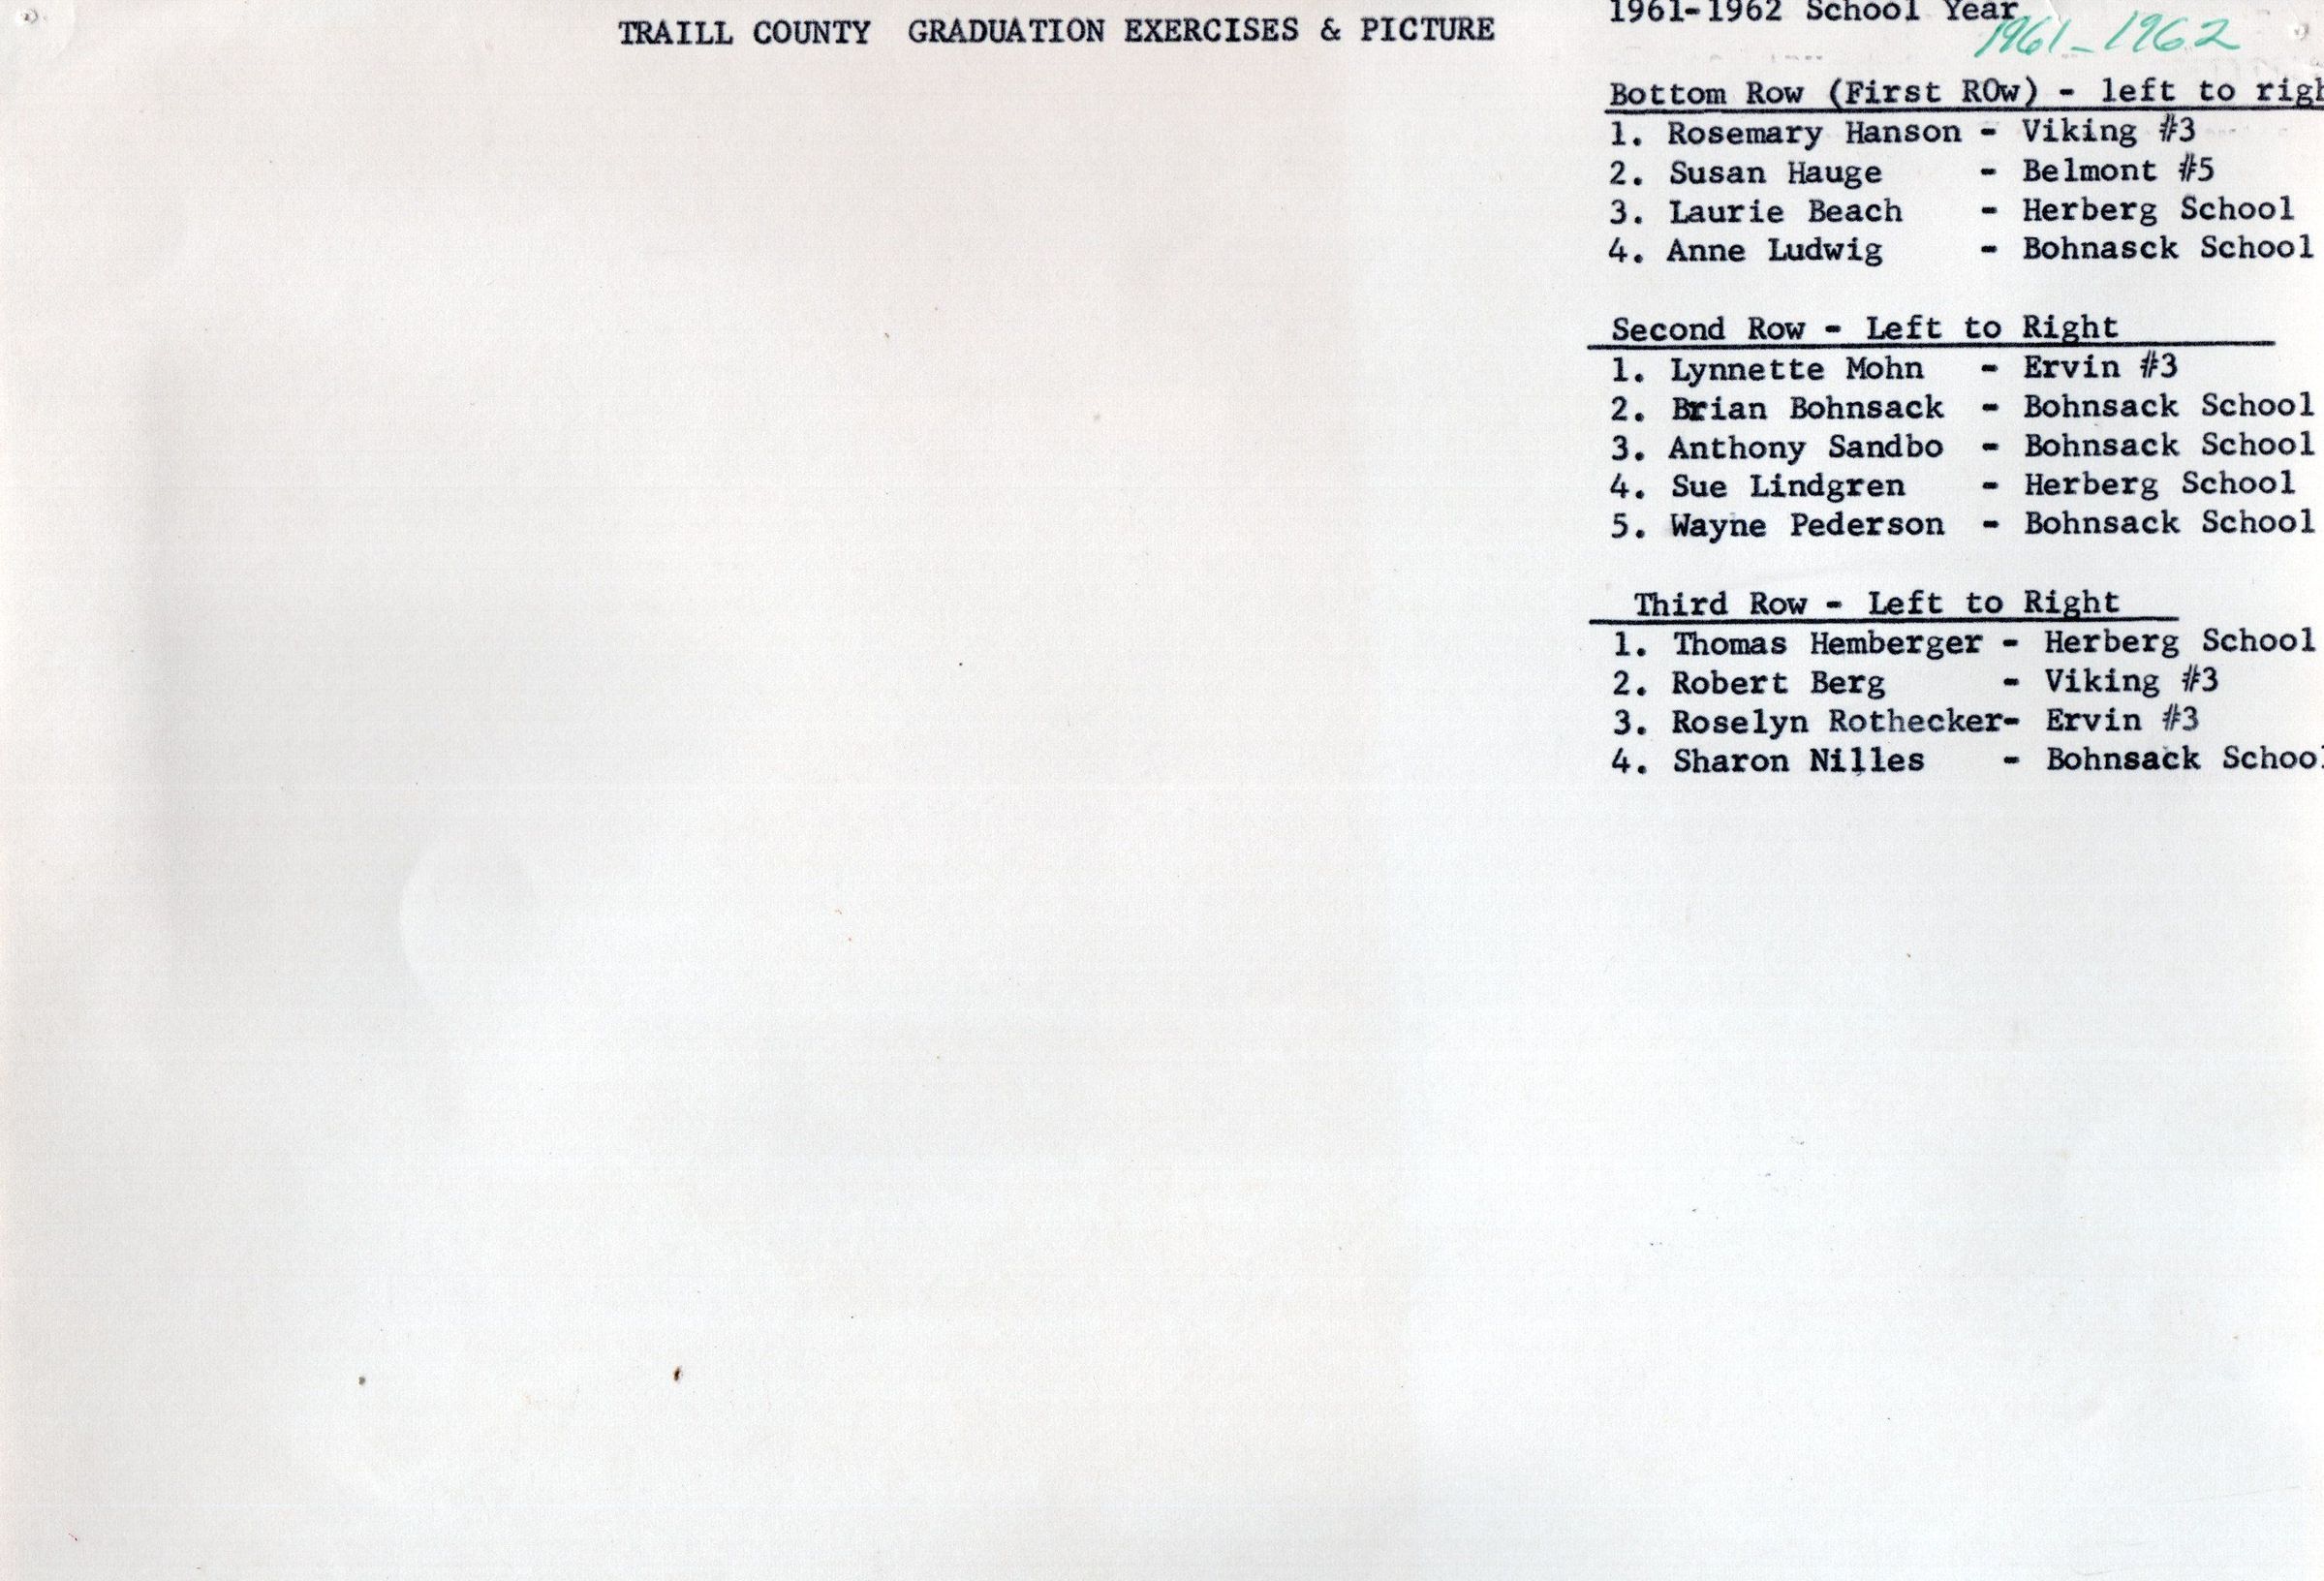 TRAILL COUNTY GRADUATION EXERCISES & PICTURE
1961-1962 School Year
1961-1962
Bottom Row (First ROw) - left to righ
1. Rosemary Hanson - Viking #3
2. Susan Hauge - Belmont #5
3. Laurie Beach - Herberg School
4. Anne Ludwig - Bohnasck School
Second Row - Left to Right
1. Lynnette Mohn - Ervin #3
2. Brian Bohnsack - Bohnsack School
3. Anthony Sandbo - Bohnsack School
4. Sue Lindgren - Herberg School
5. Wayne Pederson - Bohnsack School
Third Row - Left to Right
1. Thomas Hemberger - Herberg School
2. Robert Berg - Viking #3
3. Roselyn Rothecker- Ervin #3
4. Sharon Nilles - Bohnsack School